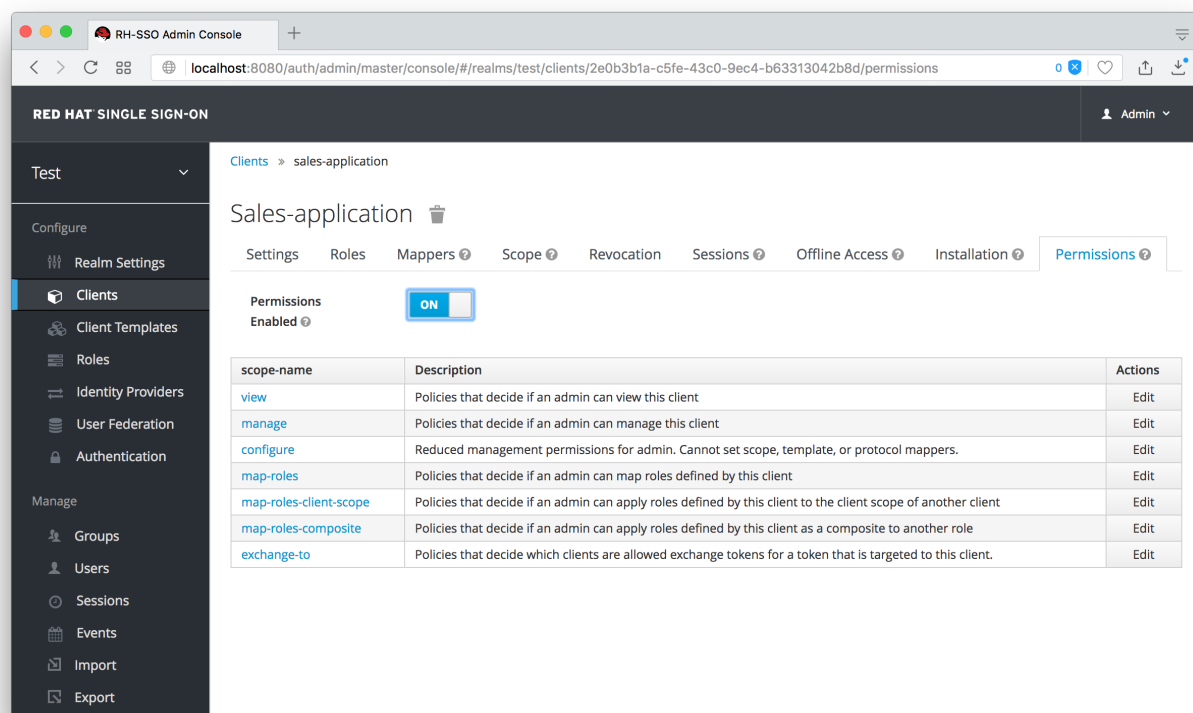 RH-SSO Admin Console
localhost:8080/auth/admin/master/console/#/realms/test/clients/2e0b3b1a-c5fe-43c0-9ec4-b63313042b8d/permissions 0
RED HAT SINGLE SIGN-ON Admin
Test
Configure
Realm Settings
Clients
Client Templates
Roles
Identity Providers
User Federation
Authentication
Manage
Groups
Users
Sessions
Events
Import
Export
Clients » sales-application
Sales-application
Settings Roles Mappers Scope Revocation Sessions Offline Access Installation Permissions
Permissions
Enabled
ON
scope-name Description Actions
view Policies that decide if an admin can view this client Edit
manage Policies that decide if an admin can manage this client Edit
configure Reduced management permissions for admin. Cannot set scope, template, or protocol mappers. Edit
map-roles Policies that decide if an admin can map roles defined by this client Edit
map-roles-client-scope Policies that decide if an admin can apply roles defined by this client to the client scope of another client Edit
map-roles-composite Policies that decide if an admin can apply roles defined by this client as a composite to another role Edit
exchange-to Policies that decide which clients are allowed exchange tokens for a token that is targeted to this client. Edit